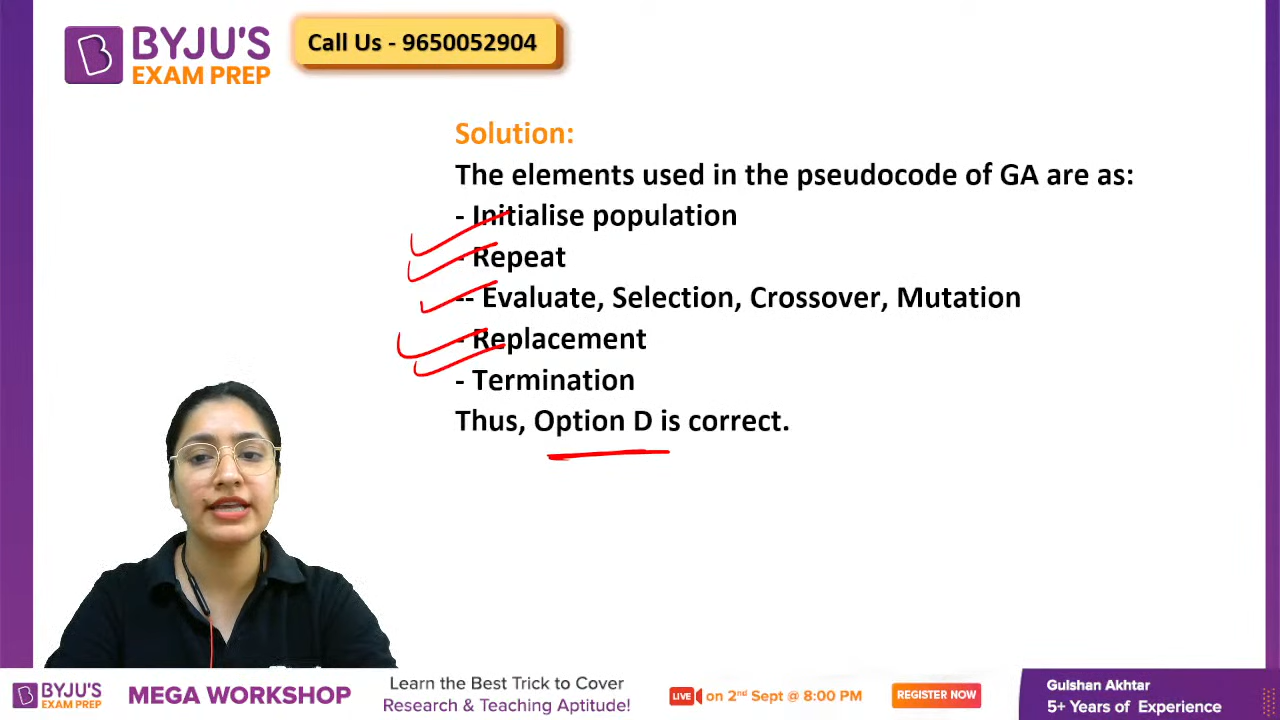 BYJU'S
EXAM PREP
Call Us - 9650052904
Solution:
The elements used in the pseudocode of GA are as:
- Initialise population
- Repeat
-- Evaluate, Selection, Crossover, Mutation
- Replacement
- Termination
Thus, Option D is correct.
BYJU'S
EXAM PREP
MEGA WORKSHOP
Learn the Best Trick to Cover
Research & Teaching Aptitude!
LIVE on 2nd Sept @ 8:00 PM
REGISTER NOW
Gulshan Akhtar
5+ Years of Experience